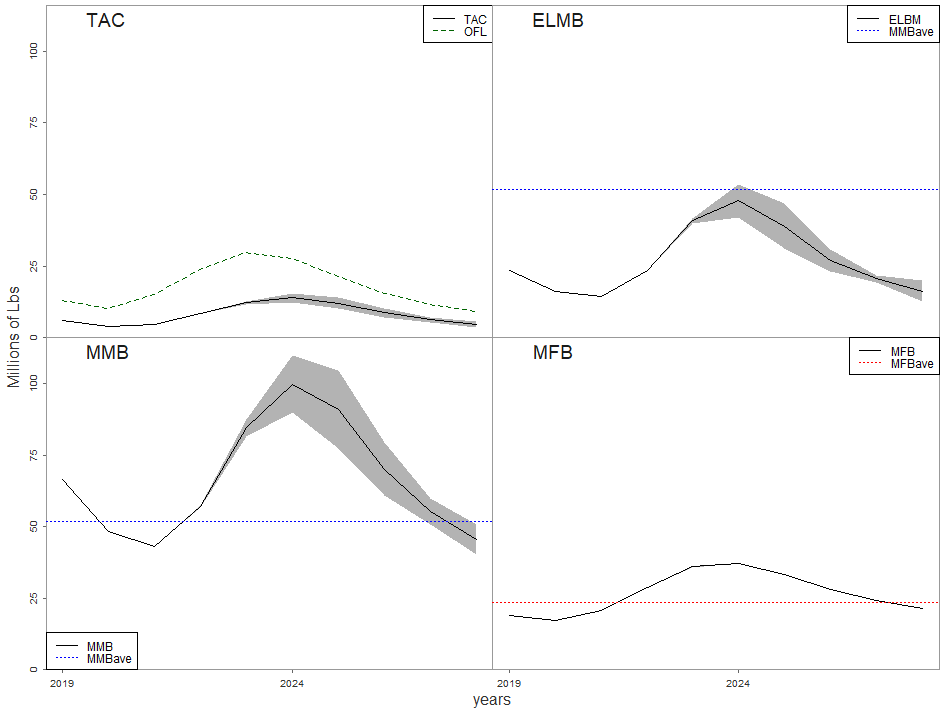 TAC
TAC
OFL
ELMB
ELBM
MMBave
100
75
50
25
0
Millions of Lbs
MMB
MMB
MMBave
MFB
MFB
MFBave
100
75
50
25
0
2019
2024
2019
2024
years